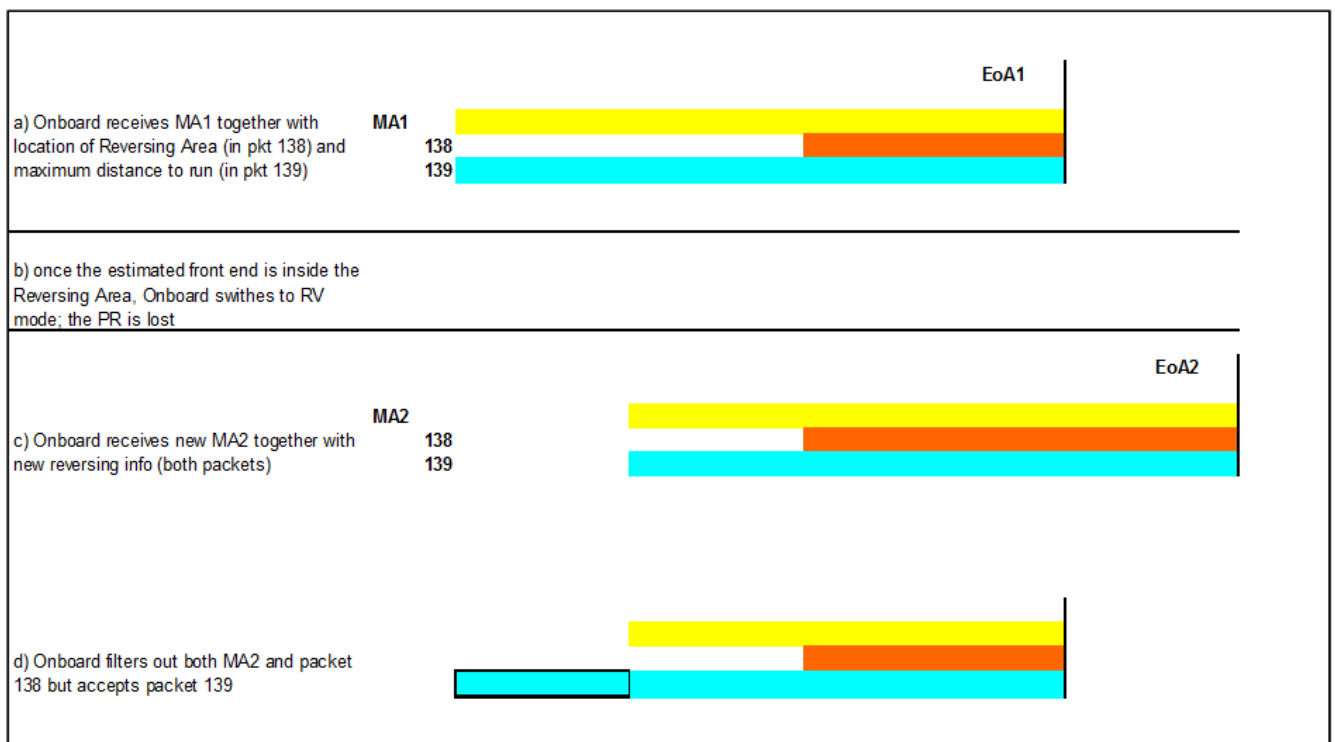 EoA1
a) Onboard receives MA1 together with
location of Reversing Area (in pkt 138) and
maximum distance to run (in pkt 139)
MA1
138
139
b) once the estimated front end is inside the
Reversing Area, Onboard swithes to RV
mode; the PR is lost
EoA2
MA2
c) Onboard receives new MA2 together with
new reversing info (both packets)
138
139
d) Onboard filters out both MA2 and packet
138 but accepts packet 139